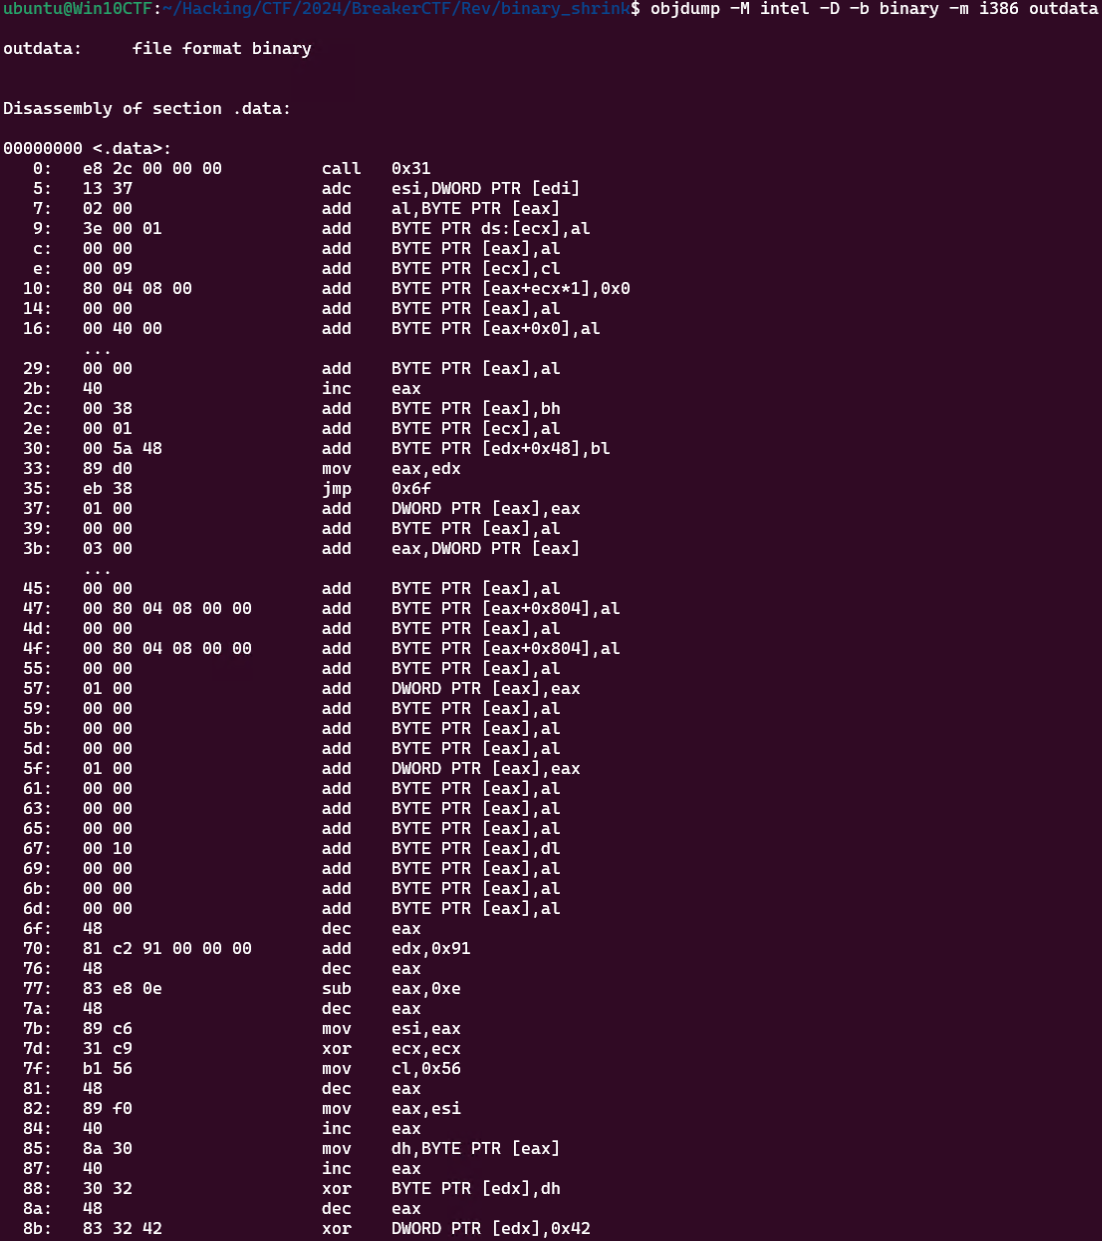 ubuntu@Win10CTF:~/Hacking/CTF/2024/BreakerCTF/Rev/binary_shrink$ objdump -M intel -D -b binary -m i386 outdata
outdata:     file format binary
Disassembly of section .data:
00000000 <.data>:
   0:   e8 2c 00 00 00          call   0x31
   5:   13 37                   adc    esi,DWORD PTR [edi]
   7:   02 00                   add    al,BYTE PTR [eax]
   9:   3e 00 01                add    BYTE PTR ds:[ecx],al
   c:   00 00                   add    BYTE PTR [eax],al
   e:   00 09                   add    BYTE PTR [ecx],cl
  10:   80 04 08 00             add    BYTE PTR [eax+ecx*1],0x0
  14:   00 00                   add    BYTE PTR [eax],al
  16:   00 40 00                add    BYTE PTR [eax+0x0],al
        ...
  29:   00 00                   add    BYTE PTR [eax],al
  2b:   40                      inc    eax
  2c:   00 38                   add    BYTE PTR [eax],bh
  2e:   00 01                   add    BYTE PTR [ecx],al
  30:   00 5a 48                add    BYTE PTR [edx+0x48],bl
  33:   89 d0                   mov    eax,edx
  35:   eb 38                   jmp    0x6f
  37:   01 00                   add    DWORD PTR [eax],eax
  39:   00 00                   add    BYTE PTR [eax],al
  3b:   03 00                   add    eax,DWORD PTR [eax]
        ...
  45:   00 00                   add    BYTE PTR [eax],al
  47:   00 80 04 08 00 00       add    BYTE PTR [eax+0x804],al
  4d:   00 00                   add    BYTE PTR [eax],al
  4f:   00 80 04 08 00 00       add    BYTE PTR [eax+0x804],al
  55:   00 00                   add    BYTE PTR [eax],al
  57:   01 00                   add    DWORD PTR [eax],eax
  59:   00 00                   add    BYTE PTR [eax],al
  5b:   00 00                   add    BYTE PTR [eax],al
  5d:   00 00                   add    BYTE PTR [eax],al
  5f:   01 00                   add    DWORD PTR [eax],eax
  61:   00 00                   add    BYTE PTR [eax],al
  63:   00 00                   add    BYTE PTR [eax],al
  65:   00 00                   add    BYTE PTR [eax],al
  67:   00 10                   add    BYTE PTR [eax],dl
  69:   00 00                   add    BYTE PTR [eax],al
  6b:   00 00                   add    BYTE PTR [eax],al
  6d:   00 00                   add    BYTE PTR [eax],al
  6f:   48                      dec    eax
  70:   81 c2 91 00 00 00       add    edx,0x91
  76:   48                      dec    eax
  77:   83 e8 0e                sub    eax,0xe
  7a:   48                      dec    eax
  7b:   89 c6                   mov    esi,eax
  7d:   31 c9                   xor    ecx,ecx
  7f:   b1 56                   mov    cl,0x56
  81:   48                      dec    eax
  82:   89 f0                   mov    eax,esi
  84:   40                      inc    eax
  85:   8a 30                   mov    dh,BYTE PTR [eax]
  87:   40                      inc    eax
  88:   30 32                   xor    BYTE PTR [edx],dh
  8a:   48                      dec    eax
  8b:   83 32 42                xor    DWORD PTR [edx],0x42